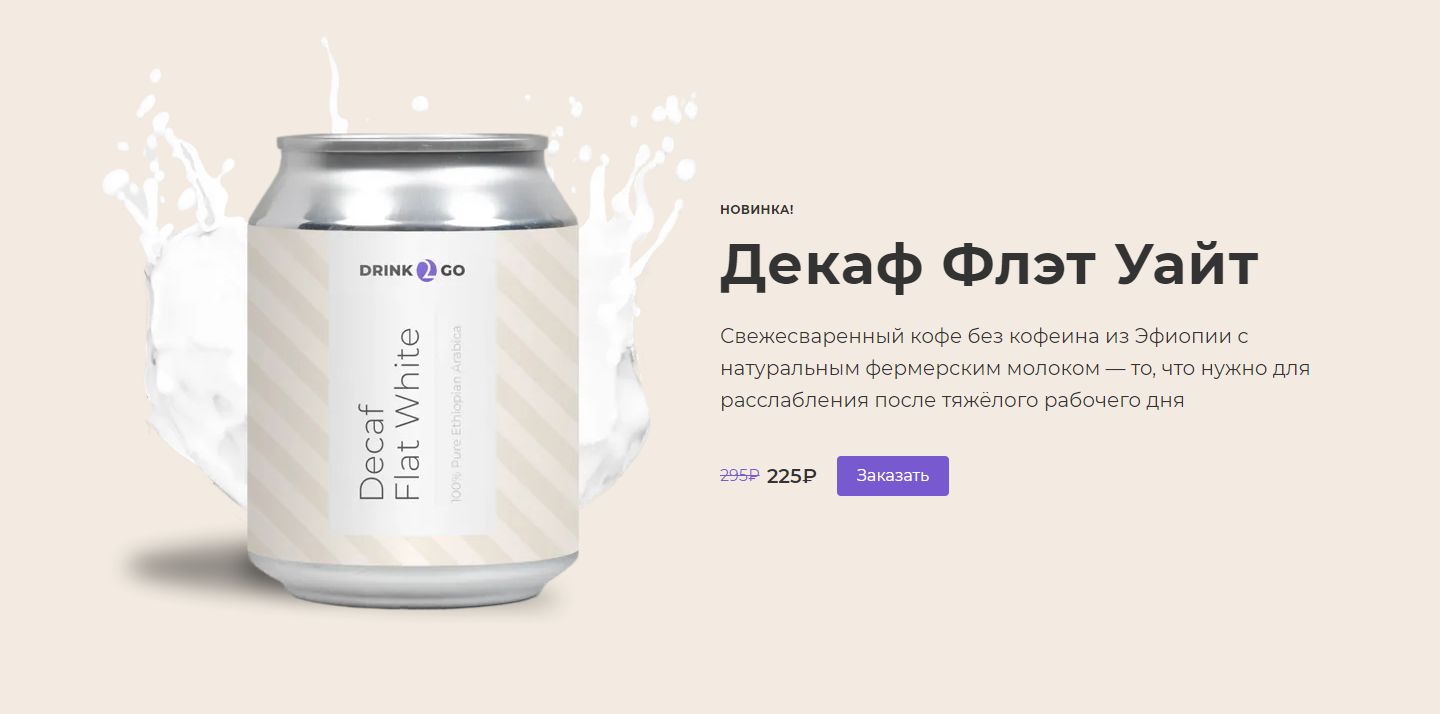 DRINK 2 GO
Decaf
Flat White
100% Pure Ethiopian Arabica
НОВИНКА!
Декаф Флэт Уайт
Свежесваренный кофе без кофеина из Эфиопии с
натуральным фермерским молоком — то, что нужно для
расслабления после тяжёлого рабочего дня
295₽ 225₽ Заказать